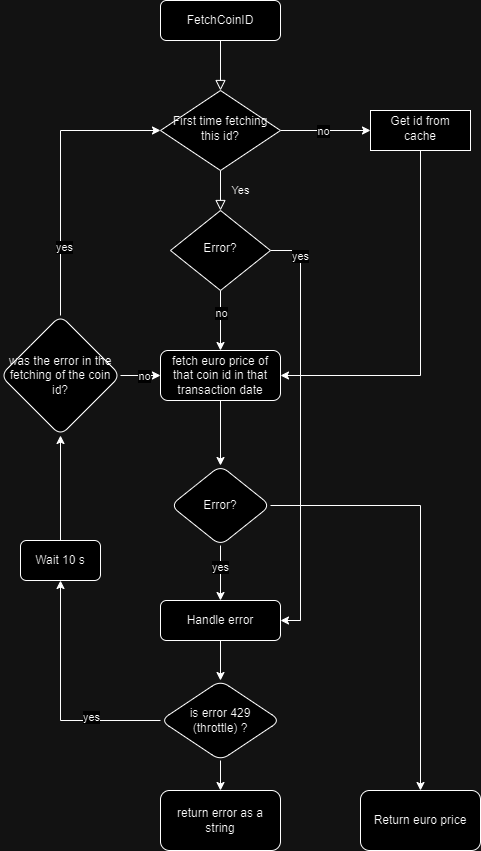 FetchCoinID
First time fetching
this id?
no
Get id from
cache
Yes
Error?
yes
yes
no
was the error in the
fetching of the coin
id?
no
fetch euro price of
that coin id in that
transaction date
Error?
yes
Wait 10 s
Handle error
is error 429
(throttle) ?
yes
return error as a
string
Return euro price